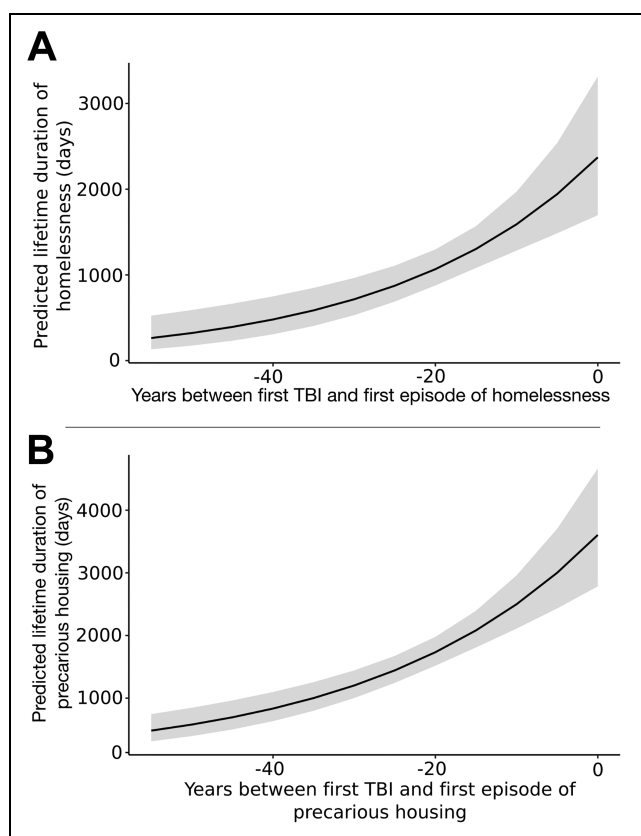 A
Predicted lifetime duration of
homelessness (days)
3000
2000
1000
0
-40
-20
0
Years between first TBI and first episode of homelessness
B
Predicted lifetime duration of
precarious housing (days)
4000
3000
2000
1000
0
-40
-20
0
Years between first TBI and first episode of
precarious housing